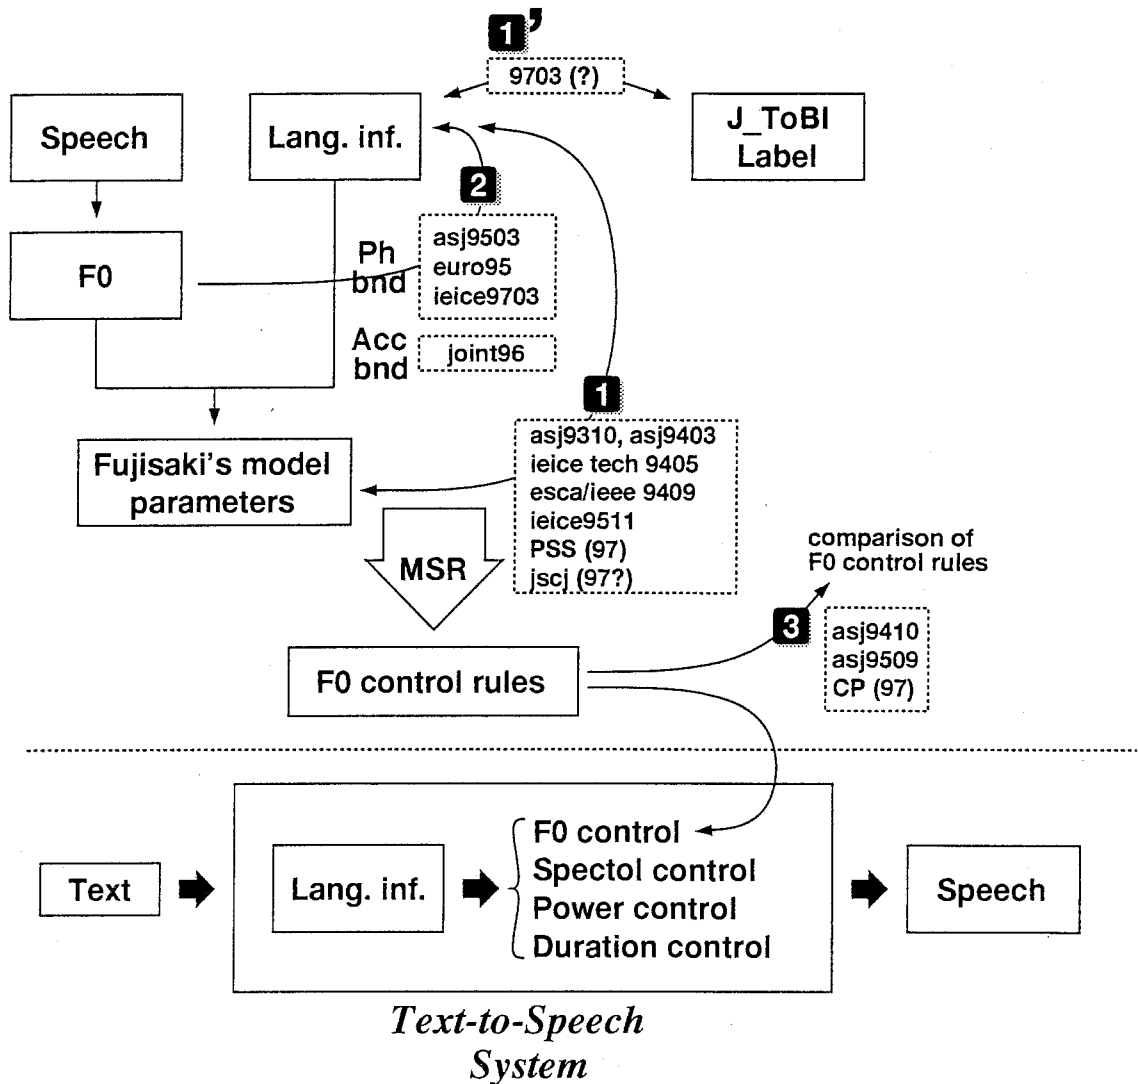 1’
9703 (?)
Speech
Lang. inf.
J_ToBI
Label
2
F0
Ph
bnd
asj9503
euro95
ieice9703
Acc
bnd
joint96
1
Fujisaki's model
parameters
asj9310, asj9403
ieice tech 9405
esca/ieee 9409
ieice9511
PSS (97)
jscj (97?)
MSR
comparison of
F0 control rules
3
asj9410
asj9509
CP (97)
F0 control rules
Text
Lang. inf.
F0 control
Spectol control
Power control
Duration control
Speech
Text-to-Speech
System